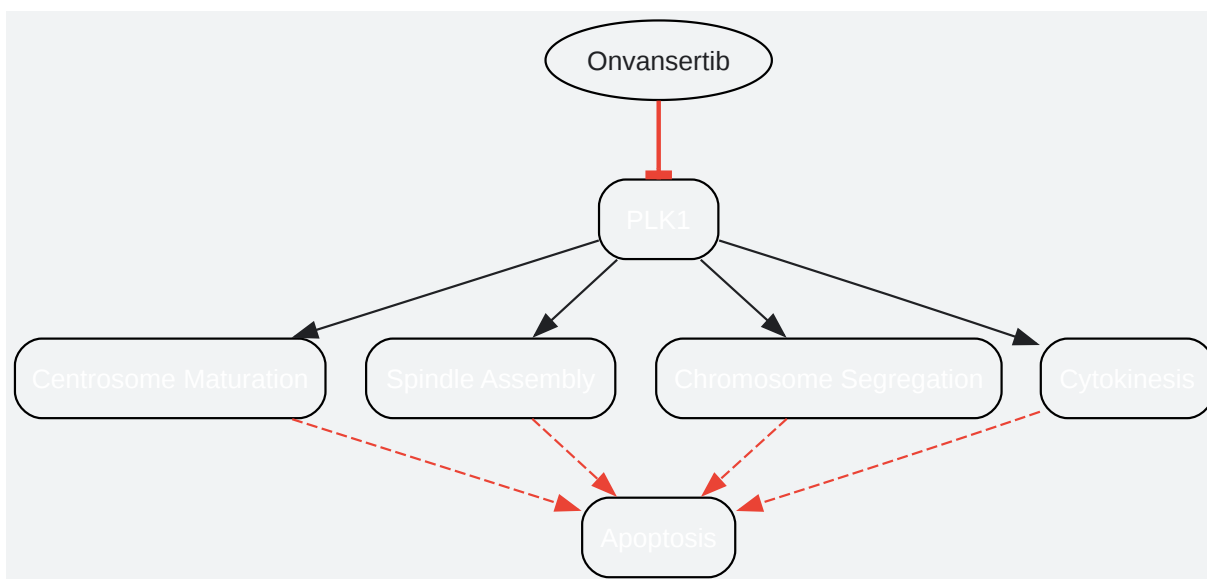 Onvansertib
PLK1
Centrosome Maturation
Spindle Assembly
Chromosome Segregation
Cytokinesis
Apoptosis